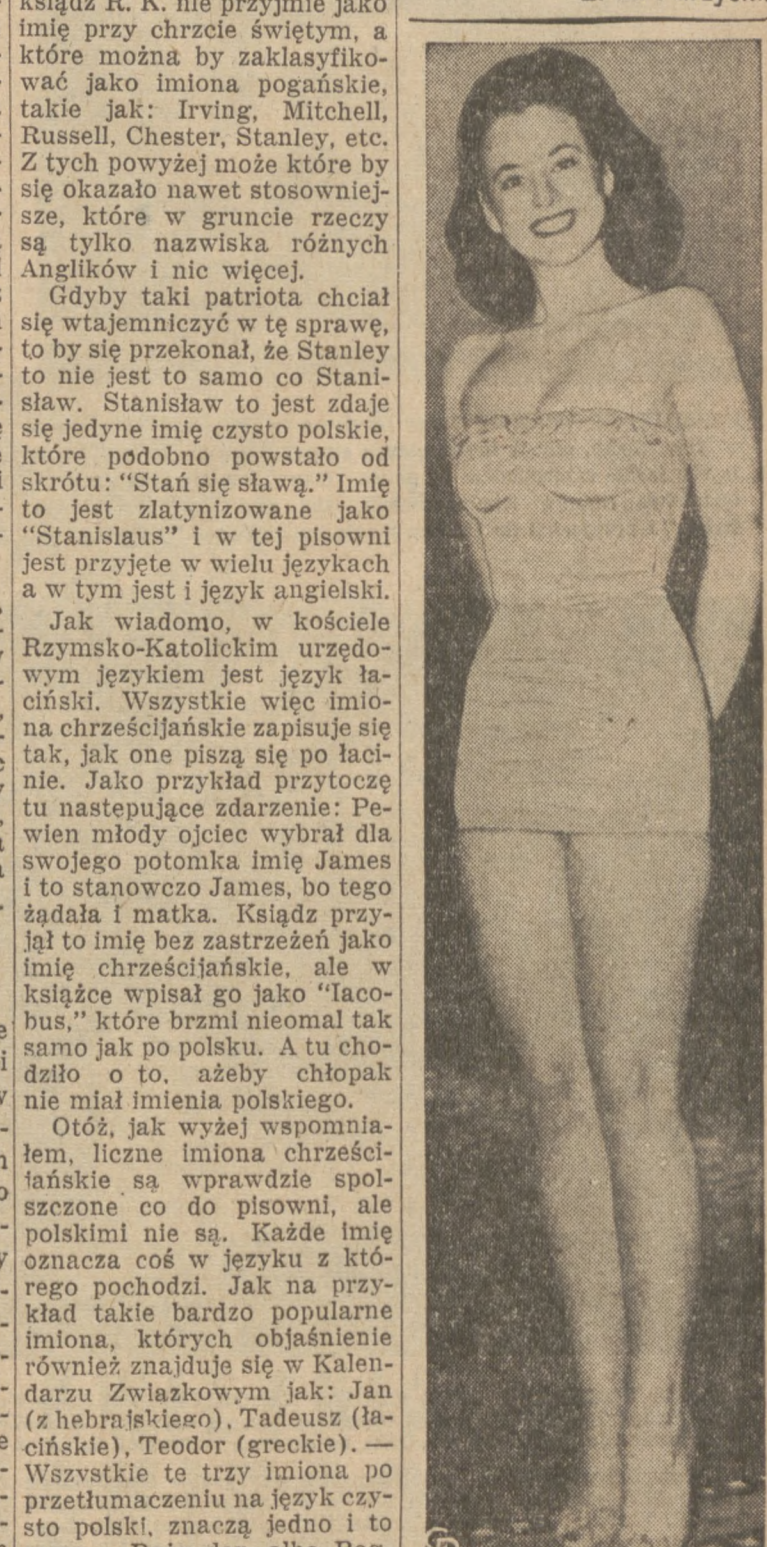 ksiądz R. K. nie przyjmie jako
imię przy chrzcie świętym, a
które można by zaklasyfiko-
wać jako imiona pogańskie,
takie jak: Irving, Mitchell,
Russell, Chester, Stanley, etc.
Z tych powyżej może które by
się okazało nawet stosowniej-
sze, które w gruncie rzeczy
są tylko nazwiska różnych
Anglików i nic więcej.
Gdyby taki patriota chciał
się wtajemniczyć w tę sprawę,
to by się przekonał, że Stanley
to nie jest to samo co Stani-
sław. Stanisław to jest zdaje
się jedyne imię czysto polskie,
które podobno powstało od
skrótu: “Stań się sławą.” Imię
to jest zlatynizowane jako
“Stanislaus” i w tej pisowni
jest przyjęte w wielu językach
a w tym jest i język angielski.
Jak wiadomo, w kościele
Rzymsko-Katolickim urzędo-
wym językiem jest język ła-
ciński. Wszystkie więc imio-
na chrześcijańskie zapisuje się
tak, jak one piszą się po łaci-
nie. Jako przykład przytoczę
tu następujące zdarzenie: Pe-
wien młody ojciec wybrał dla
swojego potomka imię James
i to stanowczo James, bo tego
żądała i matka. Ksiądz przy-
jął to imię bez zastrzeżeń jako
imię chrześcijańskie, ale w
książce wpisał go jako “Iaco-
bus,” które brzmi nieomal tak
samo jak po polsku. A tu cho-
dziło o to, ażeby chłopak
nie miał imienia polskiego.
Otóż, jak wyżej wspomnia-
łem, liczne imiona chrześci-
jańskie są wprawdzie spol-
szczone co do pisowni, ale
polskimi nie są. Każde imię
oznacza coś w języku z któ-
rego pochodzi. Jak na przy-
kład takie bardzo popularne
imiona, których objaśnienie
również znajduje się w Kalen-
darzu Związkowym jak: Jan
(z hebrajskiego), Tadeusz (ła-
cińskie), Teodor (greckie). —
Wszystkie te trzy imiona po
przetłumaczeniu na język czy-
sto polski, znaczą jedno i to